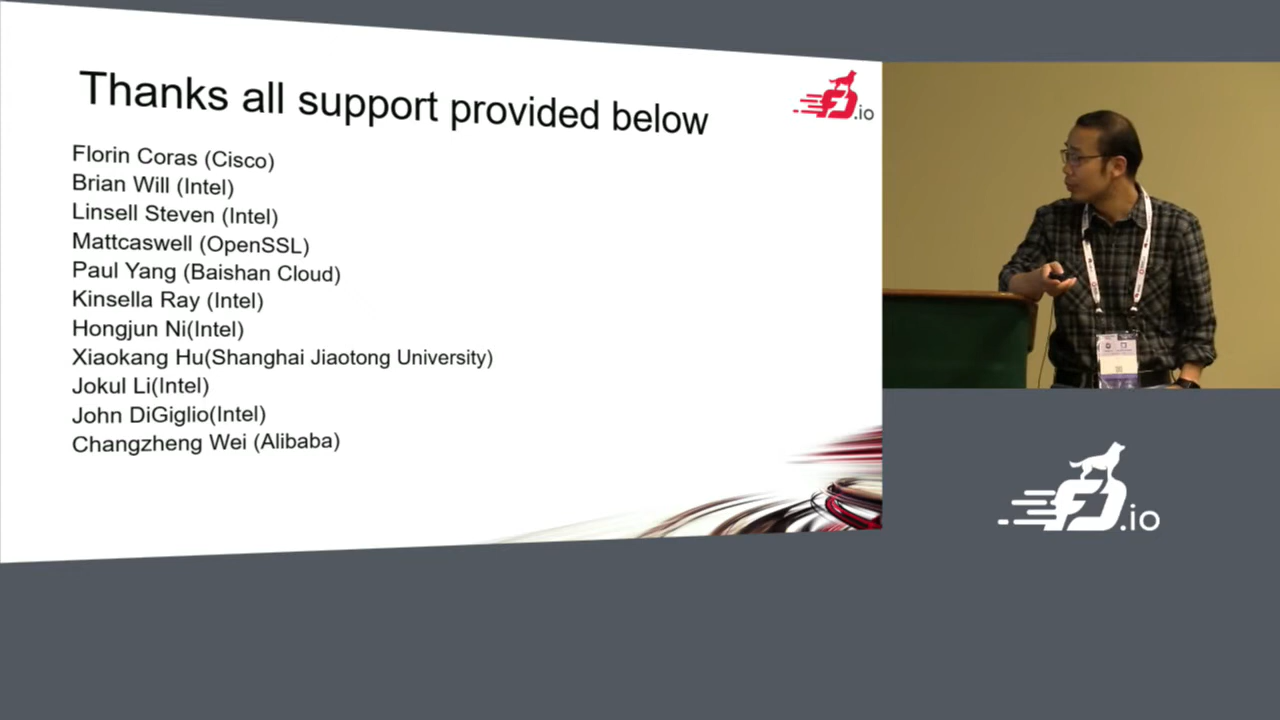 Thanks all support provided below
FD.io
Florin Coras (Cisco)
Brian Will (Intel)
Linsell Steven (Intel)
Mattcaswell (OpenSSL)
Paul Yang (Baishan Cloud)
Kinsella Ray (Intel)
Hongjun Ni(Intel)
Xiaokang Hu(Shanghai Jiaotong University)
Jokul Li(Intel)
John DiGiglio(Intel)
Changzheng Wei (Alibaba)
FD.io